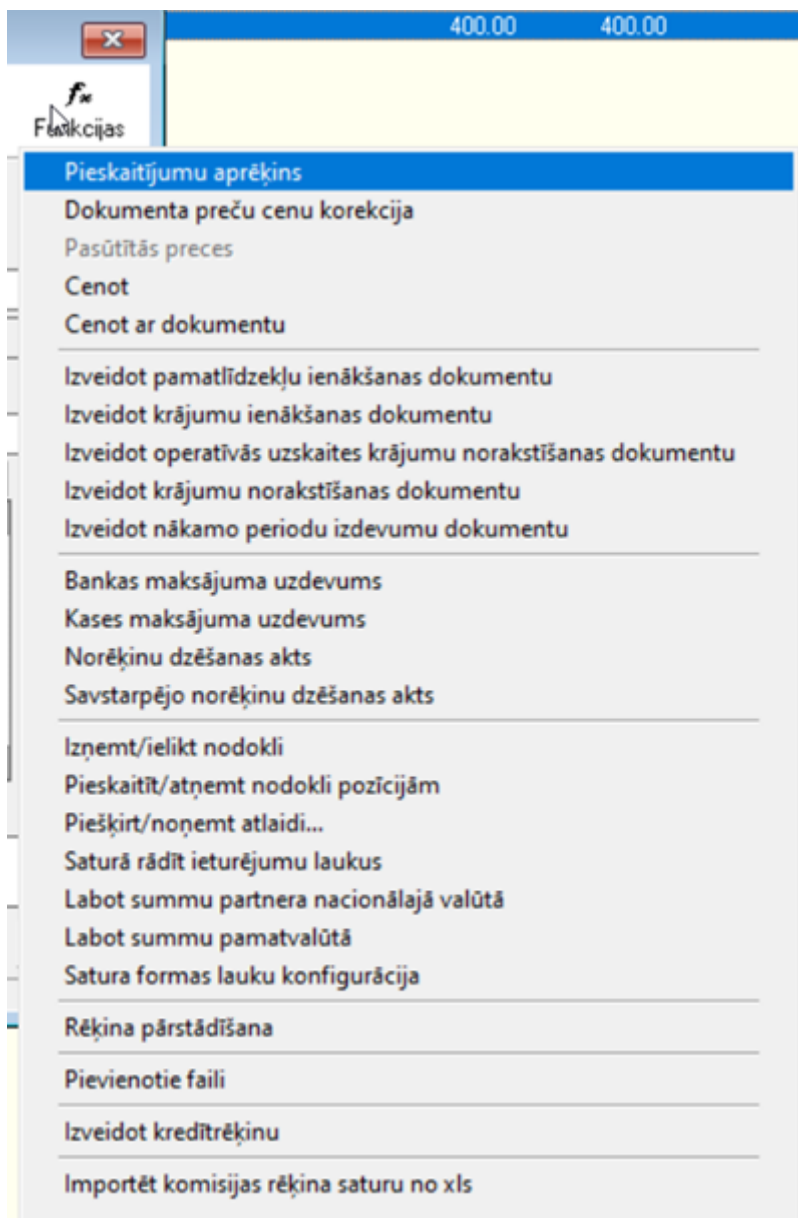 400.00 400.00
fx
Funkcijas
Pieskaitījumu aprēķins
Dokumenta preču cenu korekcija
Pasūtītās preces
Cenot
Cenot ar dokumentu
Izveidot pamatlīdzekļu ienākšanas dokumentu
Izveidot krājumu ienākšanas dokumentu
Izveidot operatīvās uzskaites krājumu norakstīšanas dokumentu
Izveidot krājumu norakstīšanas dokumentu
Izveidot nākamo periodu izdevumu dokumentu
Bankas maksājuma uzdevums
Kases maksājuma uzdevums
Norēķinu dzēšanas akts
Savstarpējo norēķinu dzēšanas akts
Izņemt/ielikt nodokli
Pieskaitīt/atņemt nodokli pozīcijām
Piešķirt/noņemt atlaidi...
Saturā rādīt ieturējumu laukus
Labot summu partnera nacionālajā valūtā
Labot summu pamatvalūtā
Satura formas lauku konfigurācija
Rēķina pārstādīšana
Pievienotie faili
Izveidot kredītrēķinu
Importēt komisijas rēķina saturu no xls